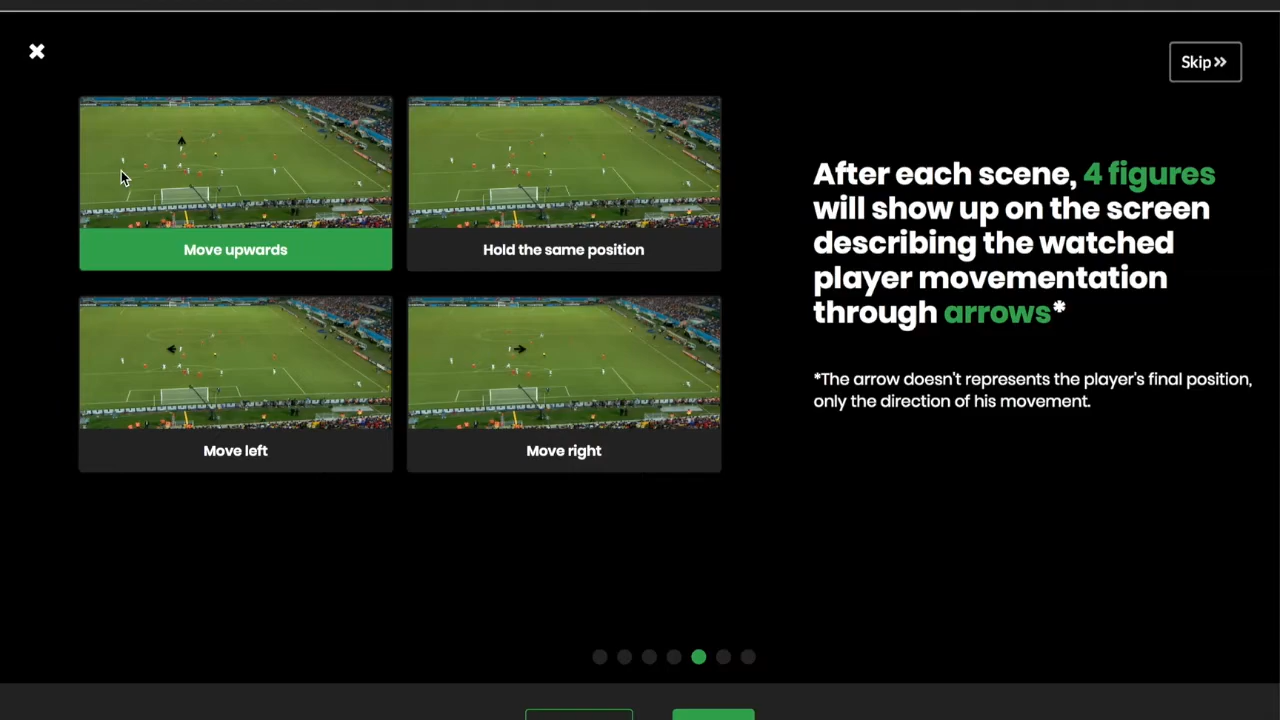 Skip
Move upwards
Hold the same position
Move left
Move right
After each scene, 4 figures
will show up on the screen
describing the watched
player movementation
through arrows*
*The arrow doesn't represents the player's final position,
only the direction of his movement.